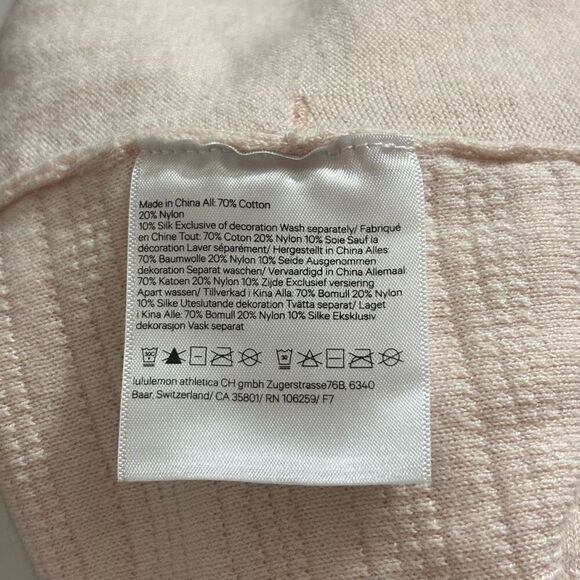 Made in China All: 70% Cotton
20% Nylon
10% Silk Exclusive of decoration Wash separately/ Fabriqué
en Chine Tout: 70% Coton 20% Nylon 10% Soie Sauf la
décoration Laver séparément/ Hergestellt in China Alles:
70% Baumwolle 20% Nylon 10% Seide Ausgenommen
dekoration Separat waschen/ Vervaardigd in China Allemaal
70% Katoen 20% Nylon 10% Zijde Exclusief versiering
Apart wassen/ Tillverkad i Kina Alla: 70% Bomull 20% Nylon
10% Silke Uteslutande dekoration Tvätta separat/ Laget
i Kina Alle: 70% Bomull 20% Nylon 10% Silke Eksklusiv
dekorasjon Vask separat
30C 30
lululemon athletica CH gmbh Zugerstrasse76B, 6340
Baar, Switzerland/ CA 35801/ RN 106259/ F7